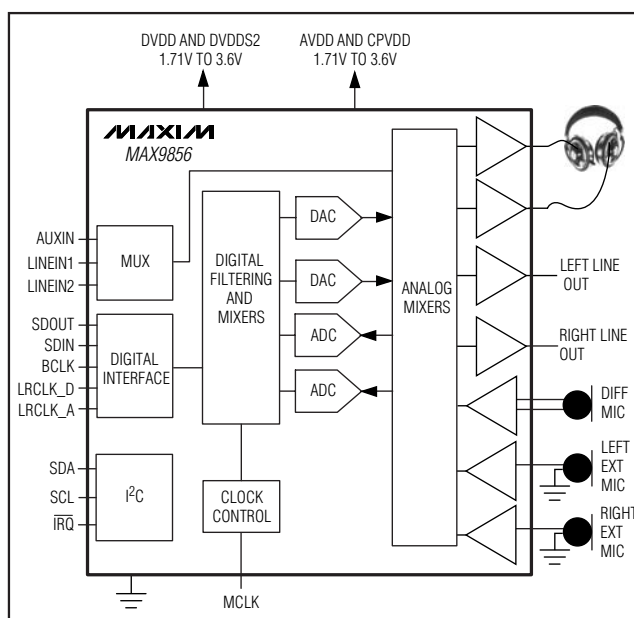 DVDD AND DVDDS2
1.71V TO 3.6V
AVDD AND CPVDD
1.71V TO 3.6V
MAXIM
MAX9856
AUXIN
LINEIN1
LINEIN2
MUX
SDOUT
SDIN
BCLK
LRCLK_D
LRCLK_A
DIGITAL
INTERFACE
SDA
SCL
IRQ
I²C
DIGITAL
FILTERING
AND
MIXERS
CLOCK
CONTROL
MCLK
DAC
DAC
ADC
ADC
ANALOG
MIXERS
LEFT LINE
OUT
RIGHT LINE
OUT
DIFF
MIC
LEFT
EXT
MIC
RIGHT
EXT
MIC